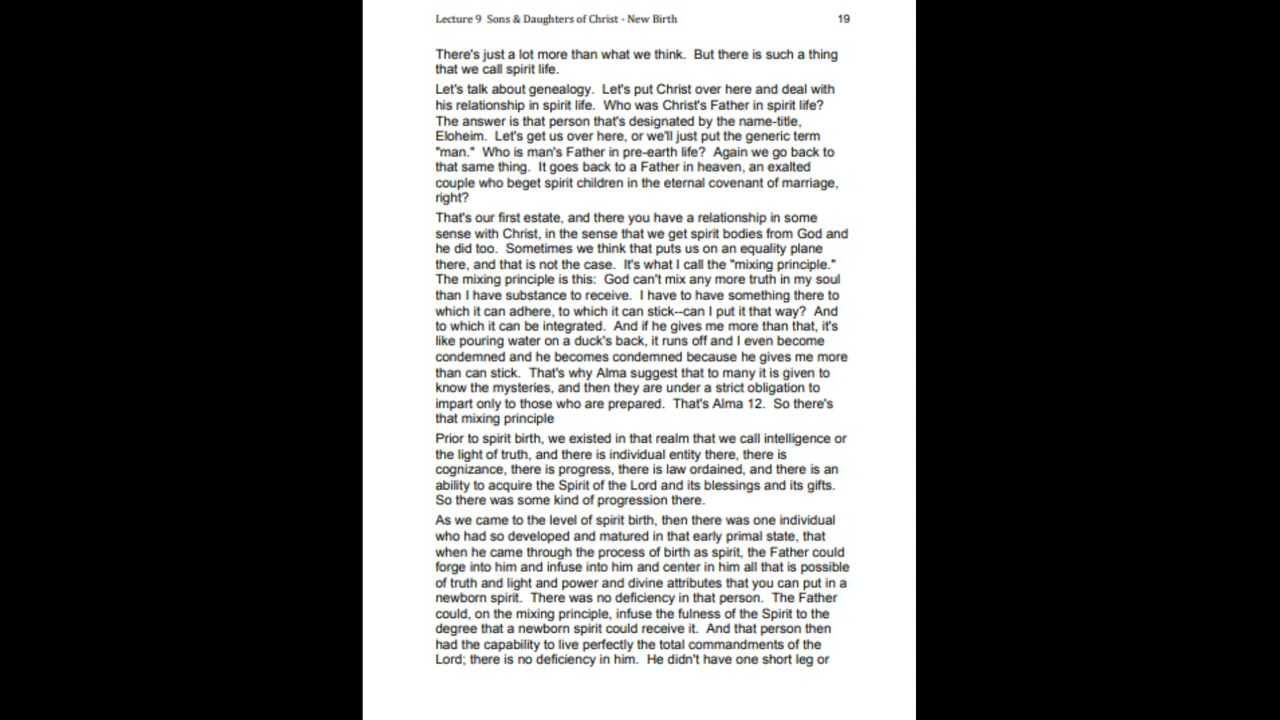 Lecture 9 Sons & Daughters of Christ - New Birth 19
There's just a lot more than what we think. But there is such a thing
that we call spirit life.
Let's talk about genealogy. Let's put Christ over here and deal with
his relationship in spirit life. Who was Christ's Father in spirit life?
The answer is that person that's designated by the name-title,
Eloheim. Let's get us over here, or we'll just put the generic term
"man." Who is man's Father in pre-earth life? Again we go back to
that same thing. It goes back to a Father in heaven, an exalted
couple who beget spirit children in the eternal covenant of marriage,
right?
That's our first estate, and there you have a relationship in some
sense with Christ, in the sense that we get spirit bodies from God and
he did too. Sometimes we think that puts us on an equality plane
there, and that is not the case. It's what I call the "mixing principle."
The mixing principle is this: God can't mix any more truth in my soul
than I have substance to receive. I have to have something there to
which it can adhere, to which it can stick--can I put it that way? And
to which it can be integrated. And if he gives me more than that, it's
like pouring water on a duck's back, it runs off and I even become
condemned and he becomes condemned because he gives me more
than can stick. That's why Alma suggest that to many it is given to
know the mysteries, and then they are under a strict obligation to
impart only to those who are prepared. That's Alma 12. So there's
that mixing principle
Prior to spirit birth, we existed in that realm that we call intelligence or
the light of truth, and there is individual entity there, there is
cognizance, there is progress, there is law ordained, and there is an
ability to acquire the Spirit of the Lord and its blessings and its gifts.
So there was some kind of progression there.
As we came to the level of spirit birth, then there was one individual
who had so developed and matured in that early primal state, that
when he came through the process of birth as spirit, the Father could
forge into him and infuse into him and center in him all that is possible
of truth and light and power and divine attributes that you can put in a
newborn spirit. There was no deficiency in that person. The Father
could, on the mixing principle, infuse the fulness of the Spirit to the
degree that a newborn spirit could receive it. And that person then
had the capability to live perfectly the total commandments of the
Lord; there is no deficiency in him. He didn't have one short leg or